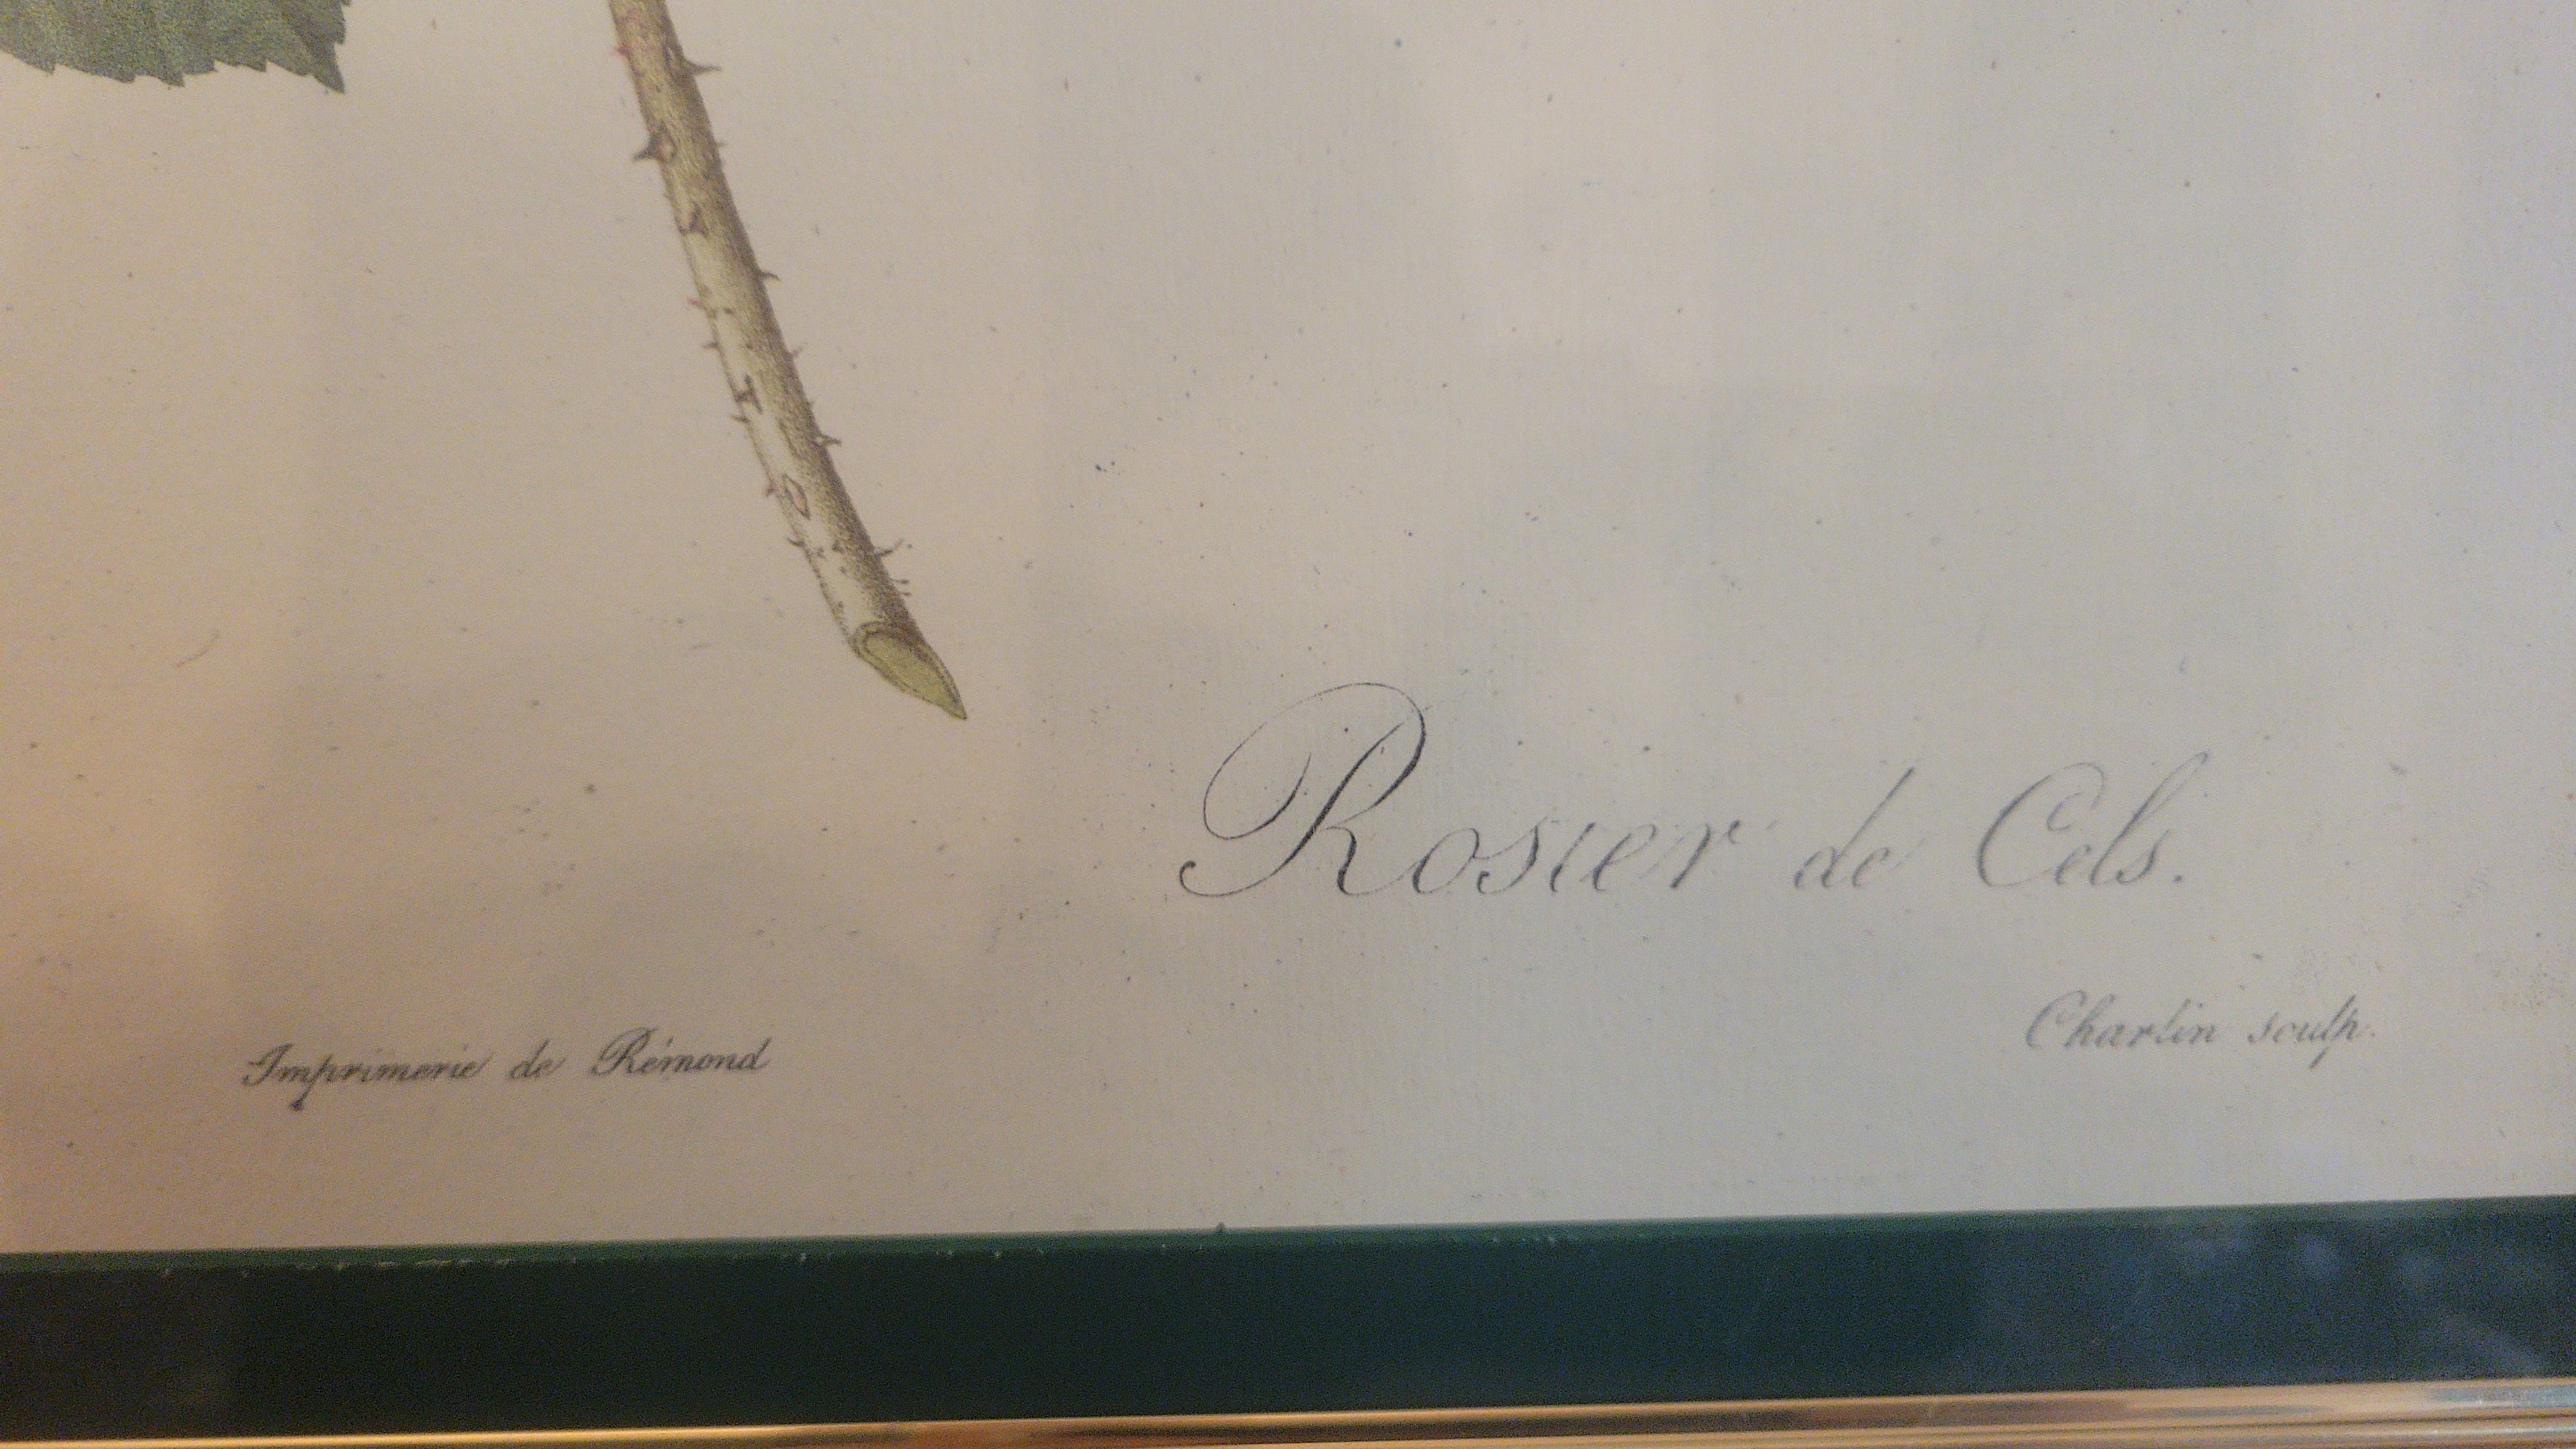 Rosier de Cels.
Imprimerie de Rémond
Charlin sculp.